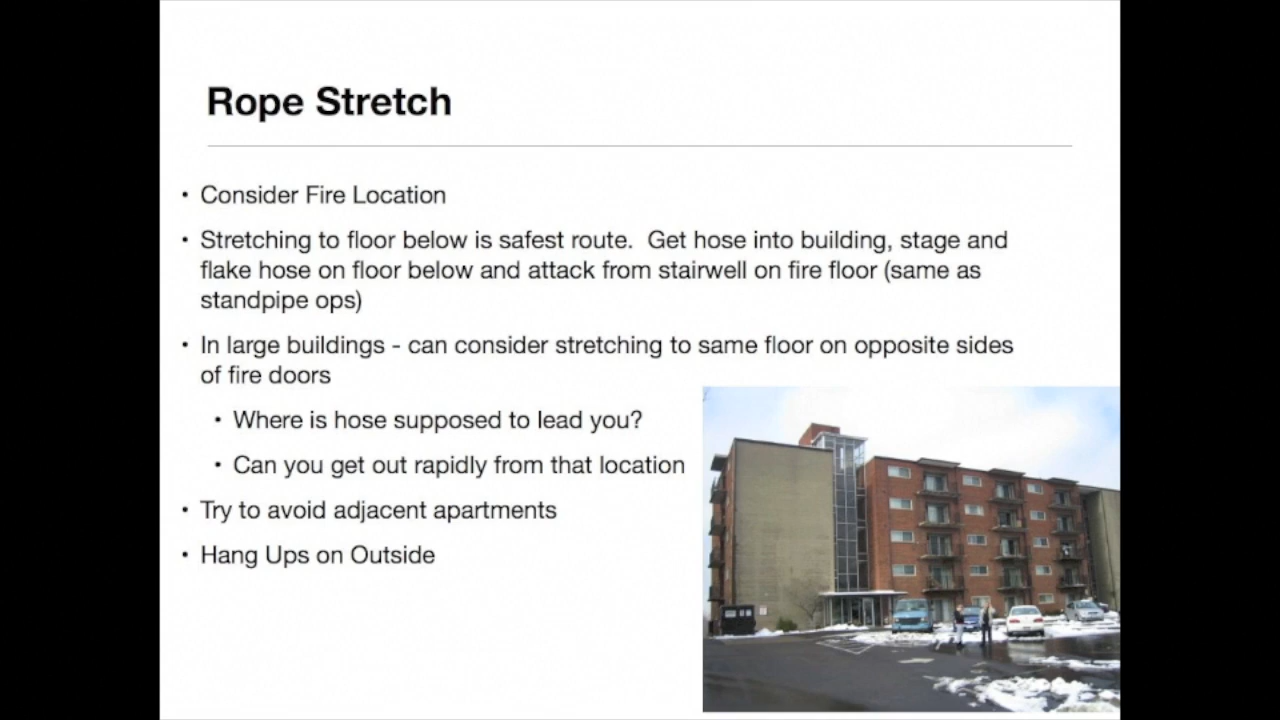 Rope Stretch
• Consider Fire Location
• Stretching to floor below is safest route.  Get hose into building, stage and
flake hose on floor below and attack from stairwell on fire floor (same as
standpipe ops)
• In large buildings - can consider stretching to same floor on opposite sides
of fire doors
• Where is hose supposed to lead you?
• Can you get out rapidly from that location
• Try to avoid adjacent apartments
• Hang Ups on Outside